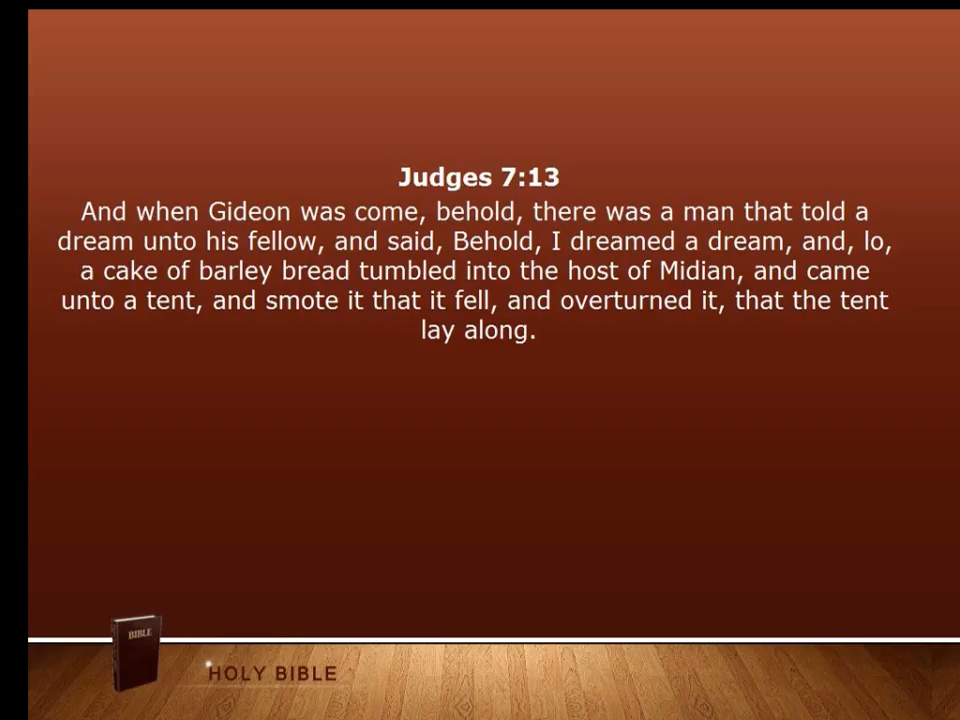 Judges 7:13
And when Gideon was come, behold, there was a man that told a
dream unto his fellow, and said, Behold, I dreamed a dream, and, lo,
a cake of barley bread tumbled into the host of Midian, and came
unto a tent, and smote it that it fell, and overturned it, that the tent
lay along.
BIBLE
HOLY BIBLE